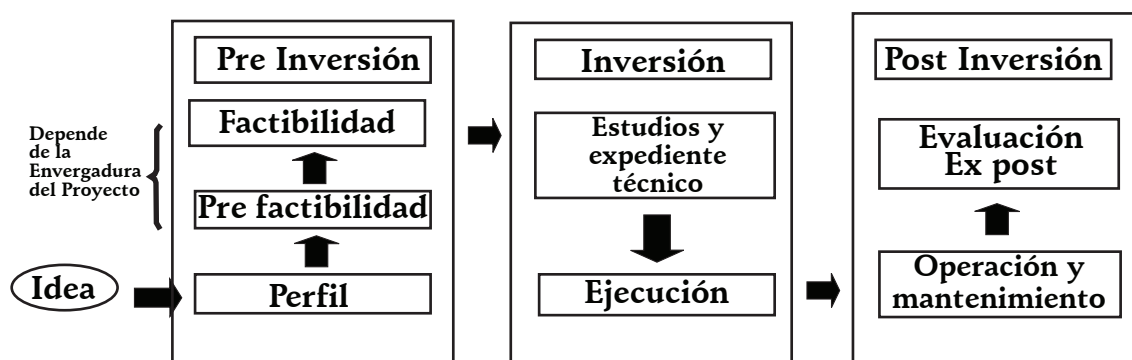 Pre Inversión
Factibilidad
Depende
de la
Envergadura
del Proyecto
Pre factibilidad
Idea
Perfil
Inversión
Estudios y
expediente
técnico
Ejecución
Post Inversión
Evaluación
Ex post
Operación y
mantenimiento